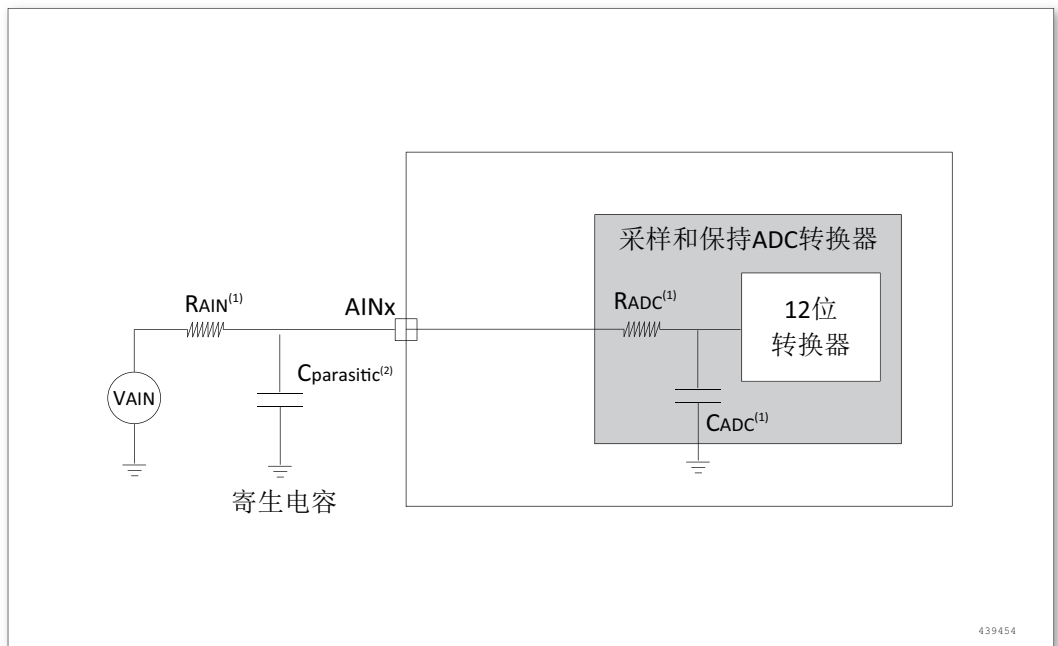 采样和保持ADC转换器
RAIN(1)
AINx
RADC(1)
12位
转换器
Cparasitic(2)
VAIN
CADC(1)
寄生电容
439454